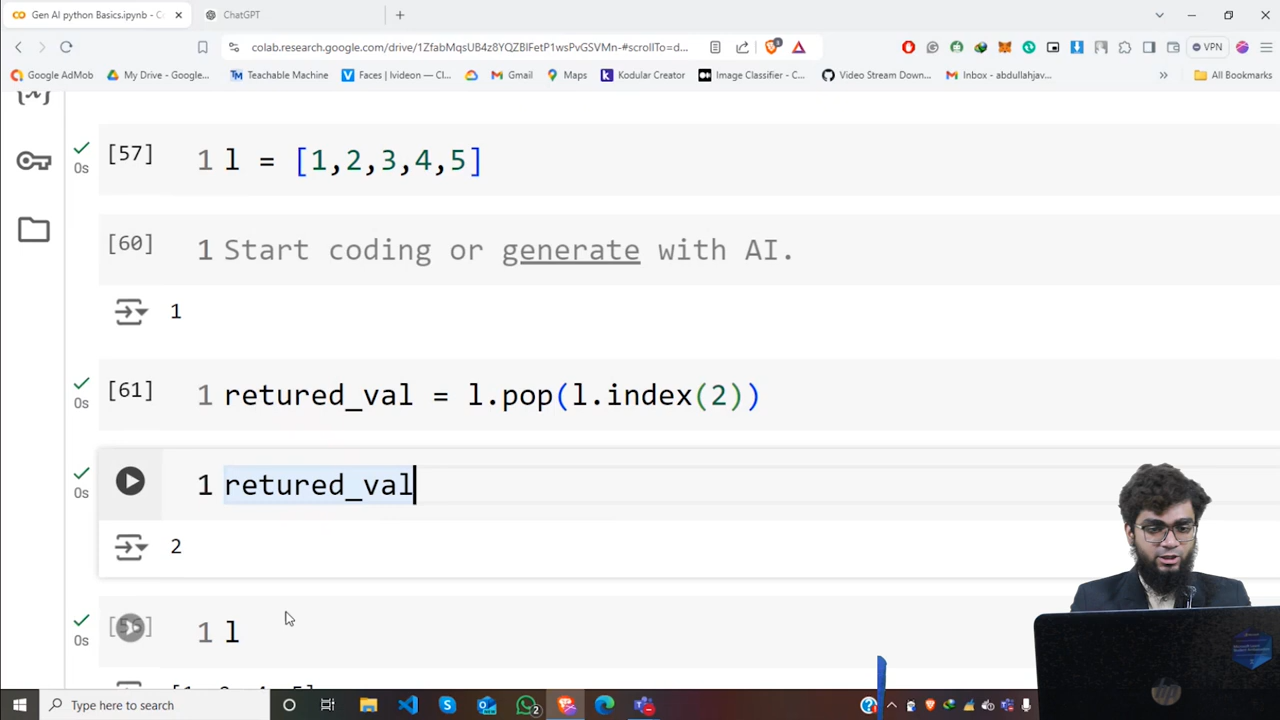 Gen AI python Basics.ipynb - C
ChatGPT
colab.research.google.com/drive/1ZfabMqsUB4z8YQZBlFetP1wsPvGSVMn-#scrollTo=d...
VPN
Google AdMob
My Drive - Google...
Teachable Machine
Faces | Ivideon — Cl...
Gmail
Maps
Kodular Creator
Image Classifier - C...
Video Stream Down...
Inbox - abdullahjav...
All Bookmarks
{x}
[57] 1 l = [1,2,3,4,5]
0s
[60] 1 Start coding or generate with AI.
1
[61] 1 retured_val = l.pop(l.index(2))
0s
1 retured_val
0s
2
1 l
0s
Type here to search
2
hp